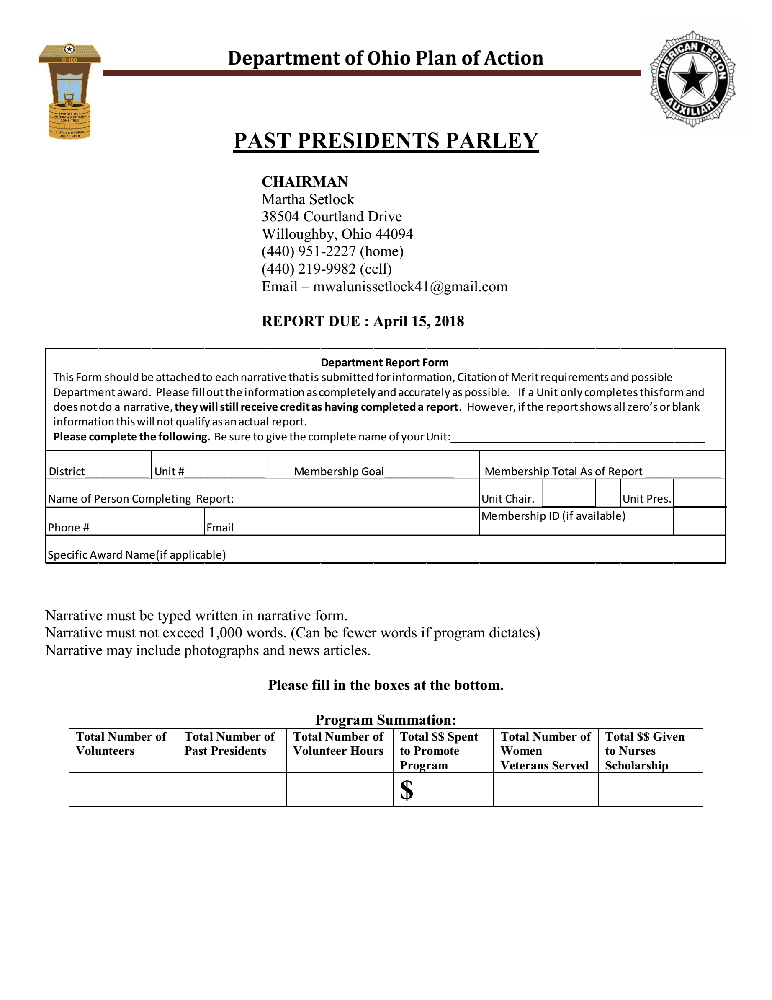 Department of Ohio Plan of Action
OHIO
MAKING OUR
VETERAN'S WISHES
COME TRUE
SHIRLEY MAURER
2017 - 2018
AMERICAN LEGION
AUXILIARY
PAST PRESIDENTS PARLEY
CHAIRMAN
Martha Setlock
38504 Courtland Drive
Willoughby, Ohio 44094
(440) 951-2227 (home)
(440) 219-9982 (cell)
Email – mwalunissetlock41@gmail.com
REPORT DUE : April 15, 2018
Department Report Form
This Form should be attached to each narrative that is submitted for information, Citation of Merit requirements and possible
Department award. Please fill out the information as completely and accurately as possible. If a Unit only completes this form and
does not do a narrative, they will still receive credit as having completed a report. However, if the report shows all zero's or blank
information this will not qualify as an actual report.
Please complete the following. Be sure to give the complete name of your Unit:___________________________________________
District___________ Unit #______________ Membership Goal____________ Membership Total As of Report _____________
Name of Person Completing Report: Unit Chair. Unit Pres.
Membership ID (if available)
Phone # Email
Specific Award Name(if applicable)
Narrative must be typed written in narrative form.
Narrative must not exceed 1,000 words. (Can be fewer words if program dictates)
Narrative may include photographs and news articles.
Please fill in the boxes at the bottom.
Program Summation:
Total Number of Volunteers
Total Number of Past Presidents
Total Number of Volunteer Hours
Total $$ Spent to Promote Program
Total Number of Women Veterans Served
Total $$ Given to Nurses Scholarship
$